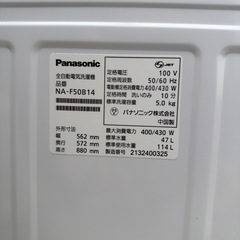 Panasonic
全自動電気洗濯機
品番
NA-F50B14
JET
定格電圧 100 V
定格周波数 50/60 Hz
電動機定格消費電力 400/430 W
定格時間 洗いのみ 10 分
標準洗濯容量 5.0 kg
パナソニック株式会社
中国製
外形寸法
幅 562 mm
奥行 572 mm
高さ 880 mm
最大消費電力 400/430 W
標準水量 47 L
標準使用水量 114 L
製造番号 2132400325